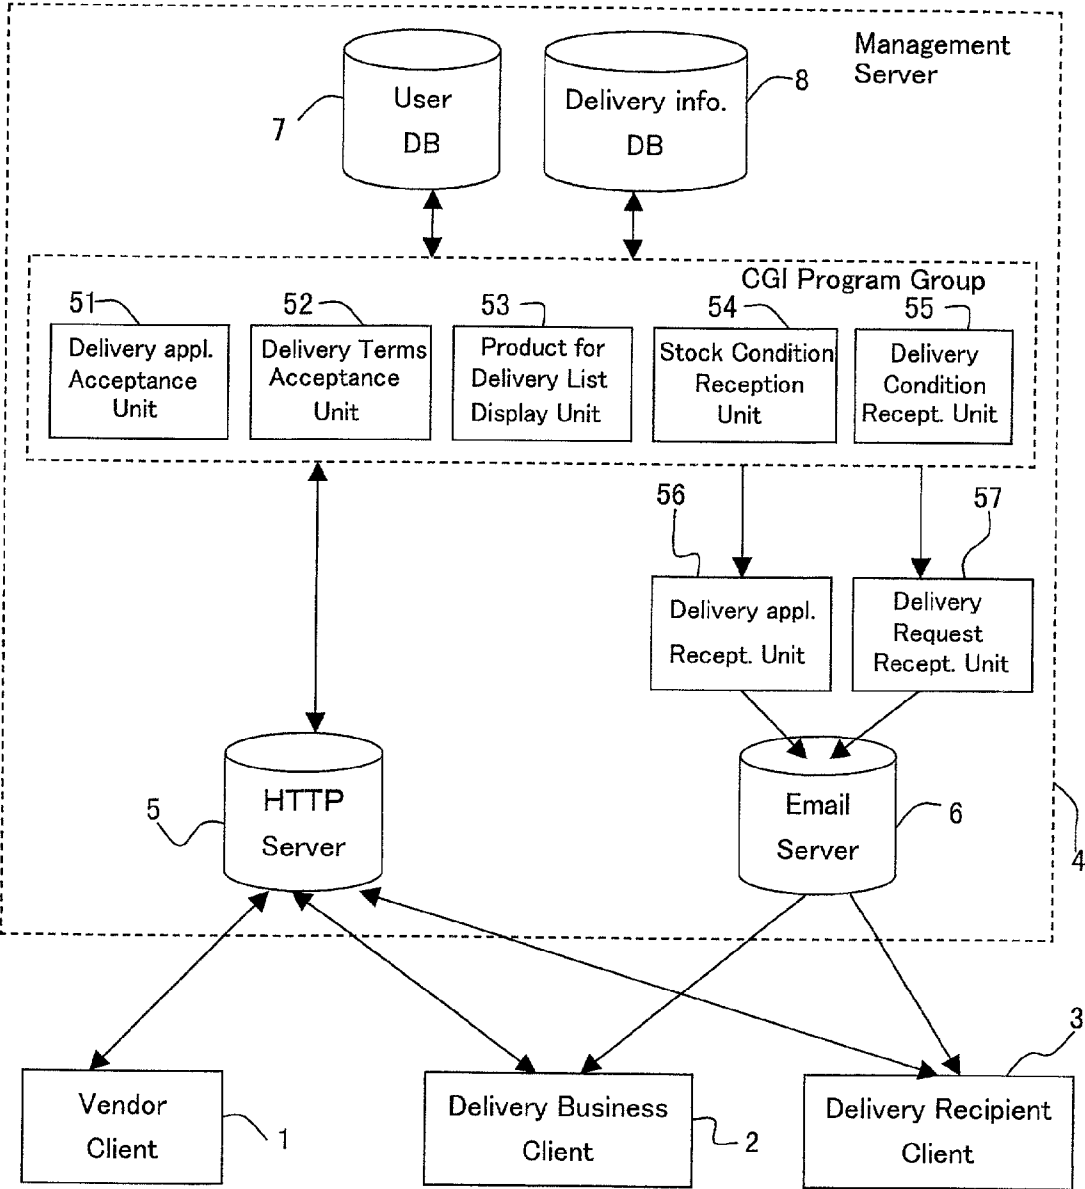 Management
Server
User
DB
7
Delivery info.
DB
8
CGI Program Group
51
52
53
54
55
Delivery appl.
Acceptance
Unit
Delivery Terms
Acceptance
Unit
Product for
Delivery List
Display Unit
Stock Condition
Reception
Unit
Delivery
Condition
Recept. Unit
56
57
Delivery appl.
Recept. Unit
Delivery
Request
Recept. Unit
5
HTTP
Server
Email
Server
6
4
3
Vendor
Client
1
Delivery Business
Client
2
Delivery Recipient
Client